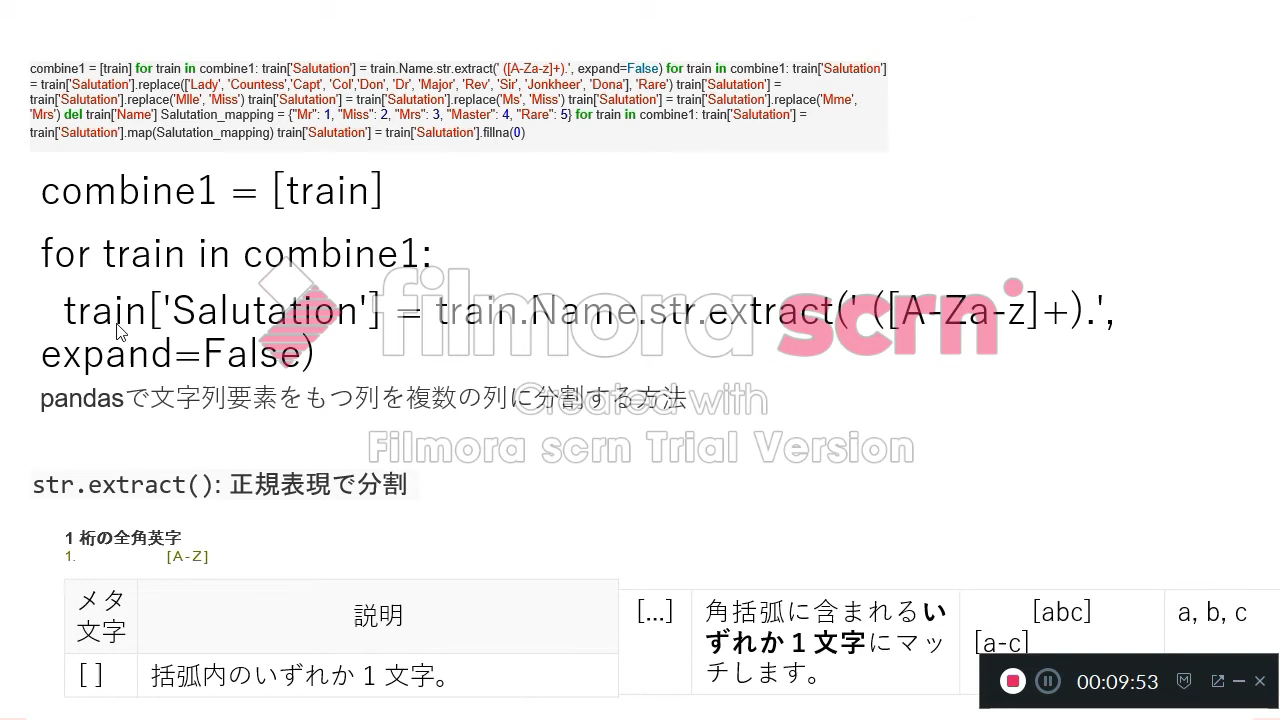 combine1 = [train] for train in combine1: train['Salutation'] = train.Name.str.extract(' ([A-Za-z]+).', expand=False) for train in combine1: train['Salutation']
= train['Salutation'].replace(['Lady', 'Countess','Capt', 'Col','Don', 'Dr', 'Major', 'Rev', 'Sir', 'Jonkheer', 'Dona'], 'Rare') train['Salutation'] =
train['Salutation'].replace('Mlle', 'Miss') train['Salutation'] = train['Salutation'].replace('Ms', 'Miss') train['Salutation'] = train['Salutation'].replace('Mme',
'Mrs') del train['Name'] Salutation_mapping = {"Mr": 1, "Miss": 2, "Mrs": 3, "Master": 4, "Rare": 5} for train in combine1: train['Salutation'] =
train['Salutation'].map(Salutation_mapping) train['Salutation'] = train['Salutation'].fillna(0)
combine1 = [train]
for train in combine1:
train['Salutation'] = train.Name.str.extract(' ([A-Za-z]+).',
expand=False)
pandasで文字列要素をもつ列を複数の列に分割する方法
filmora scrn
Created with
Filmora scrn Trial Version
str.extract(): 正規表現で分割
1 桁の全角英字
1. [Ａ-Ｚ]
メタ
文字
説明
[ ]
括弧内のいずれか 1 文字。
[...]
角括弧に含まれるい
ずれか 1 文字にマッ
チします。
[abc]
[a-c]
a, b, c
00:09:53